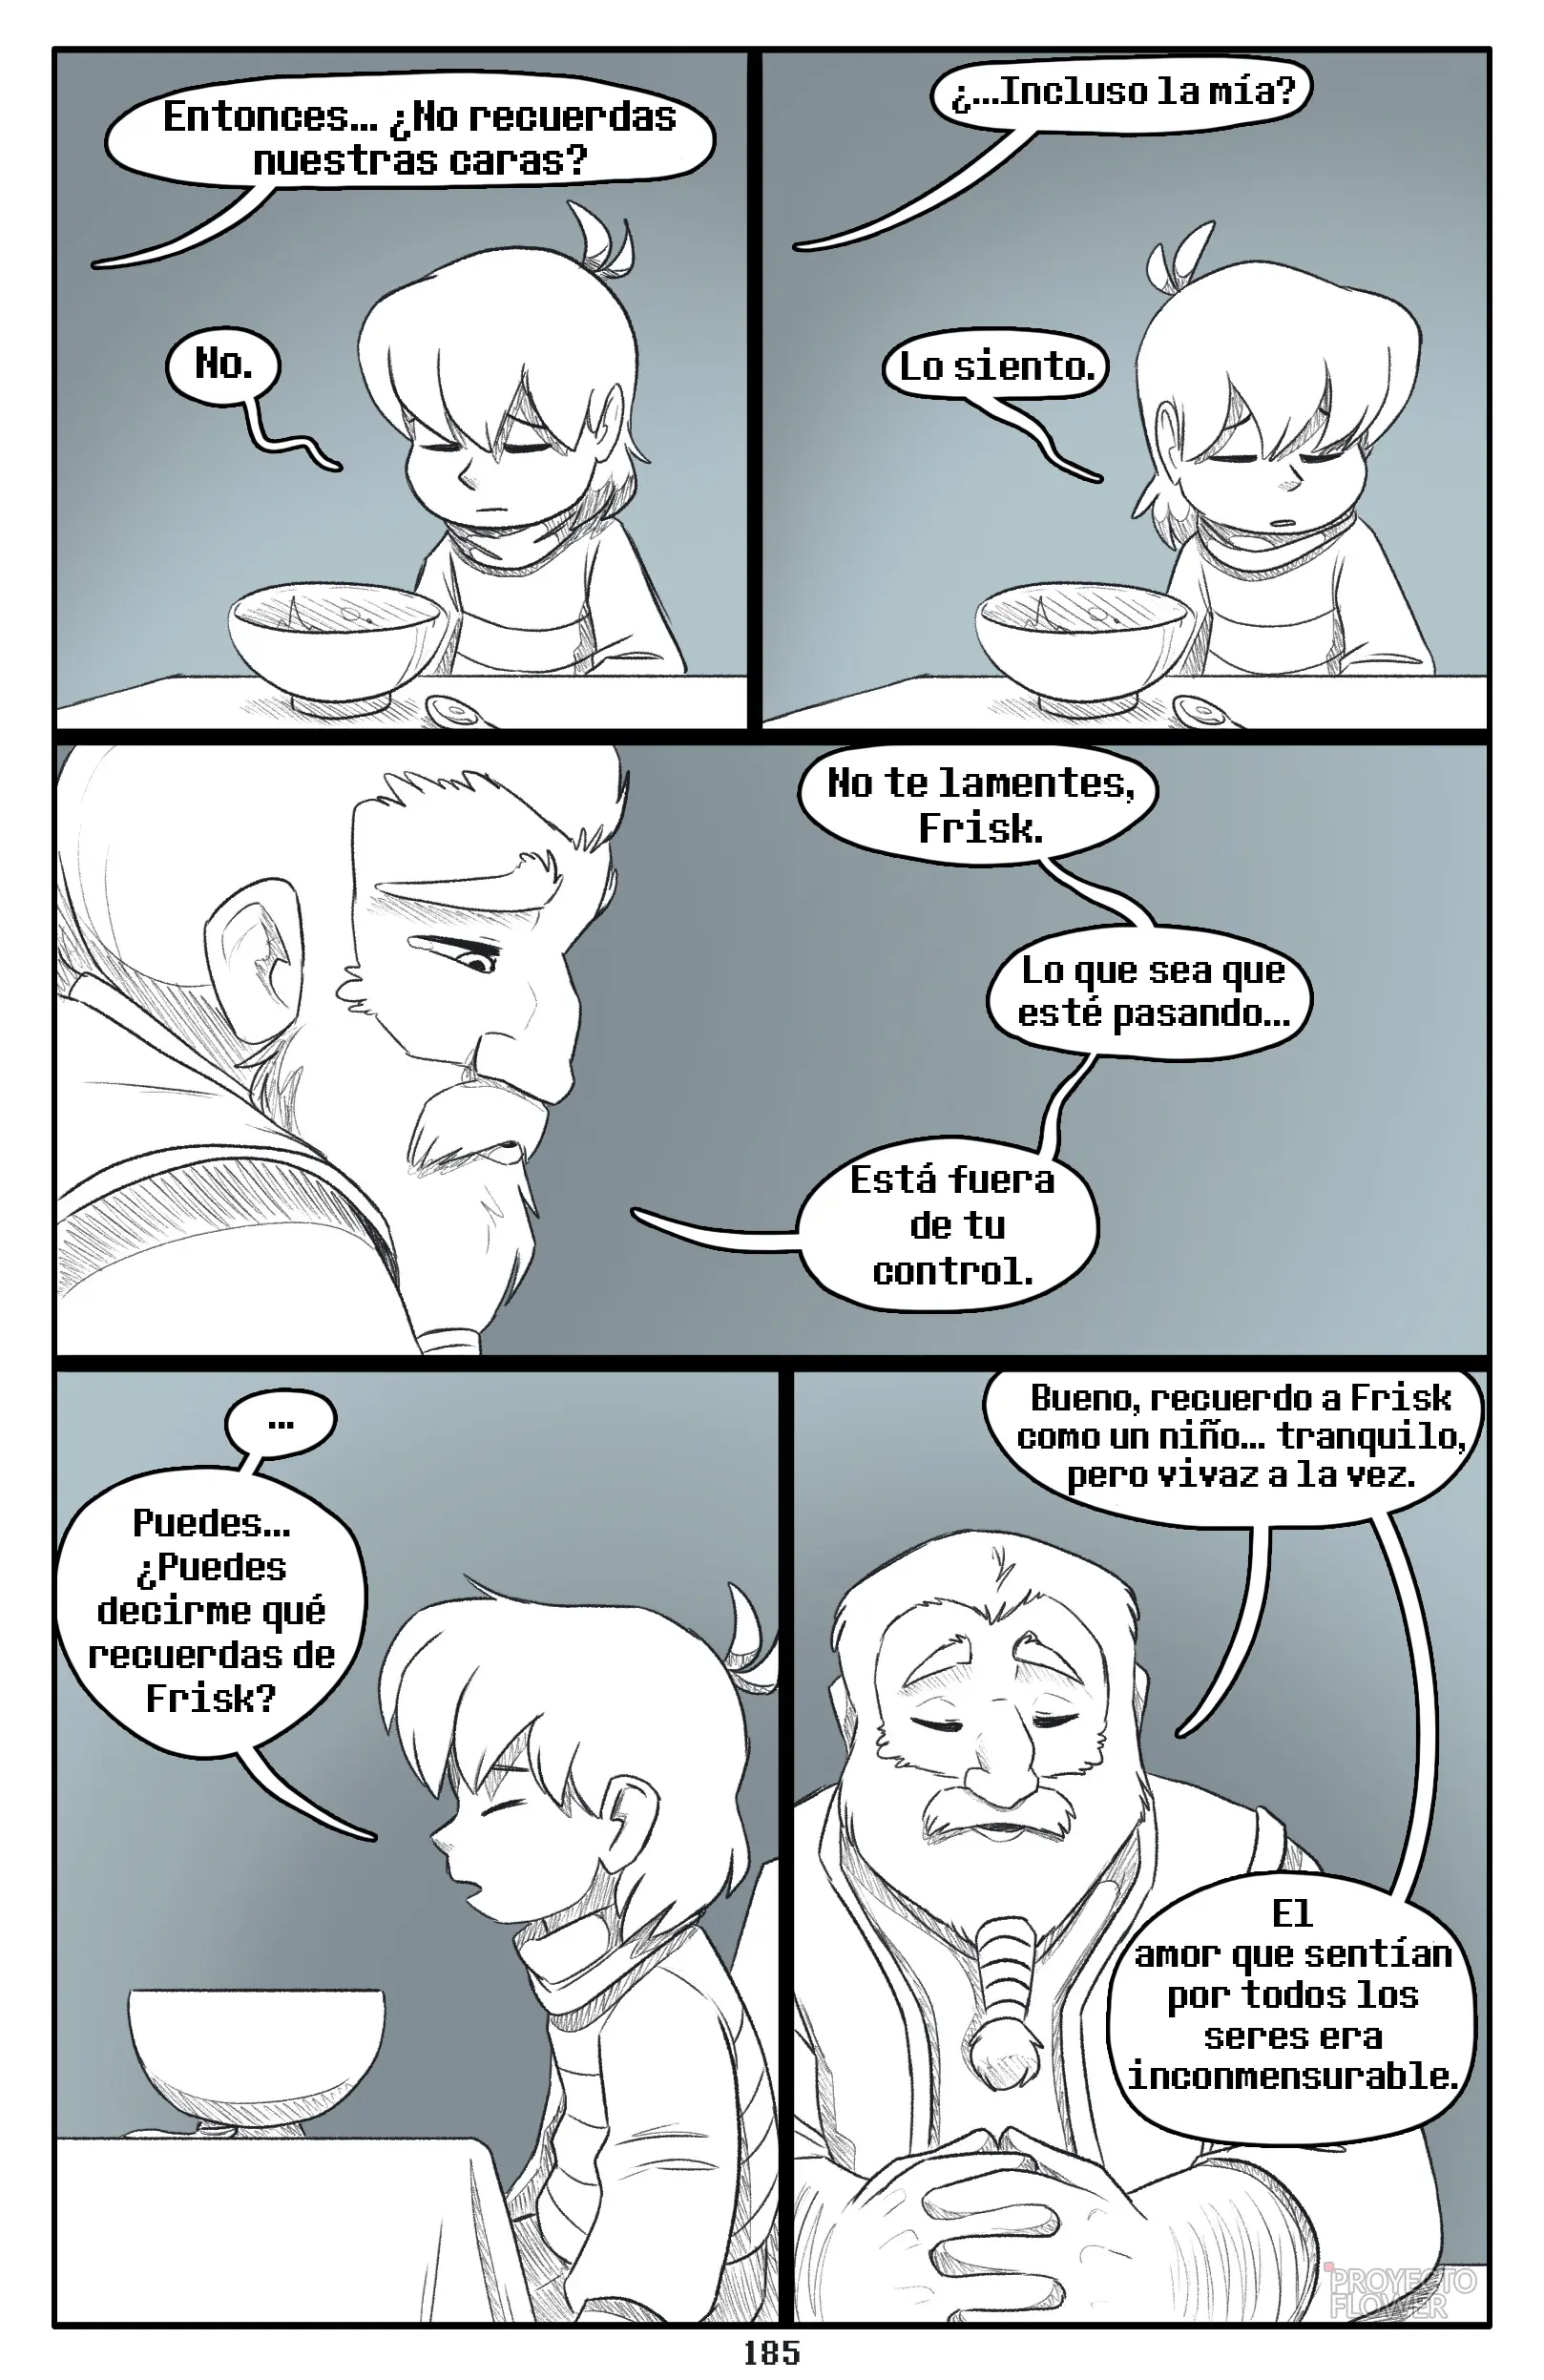 Entonces... ¿No recuerdas
nuestras caras?
No.
¿...Incluso la mía?
Lo siento.
No te lamentes,
Frisk.
Lo que sea que
esté pasando...
Está fuera
de tu
control.
...
Puedes...
¿Puedes
decirme qué
recuerdas de
Frisk?
Bueno, recuerdo a Frisk
como un niño... tranquilo,
pero vivaz a la vez.
El
amor que sentían
por todos los
seres era
inconmensurable.
PROYECTO
FLOWER
185